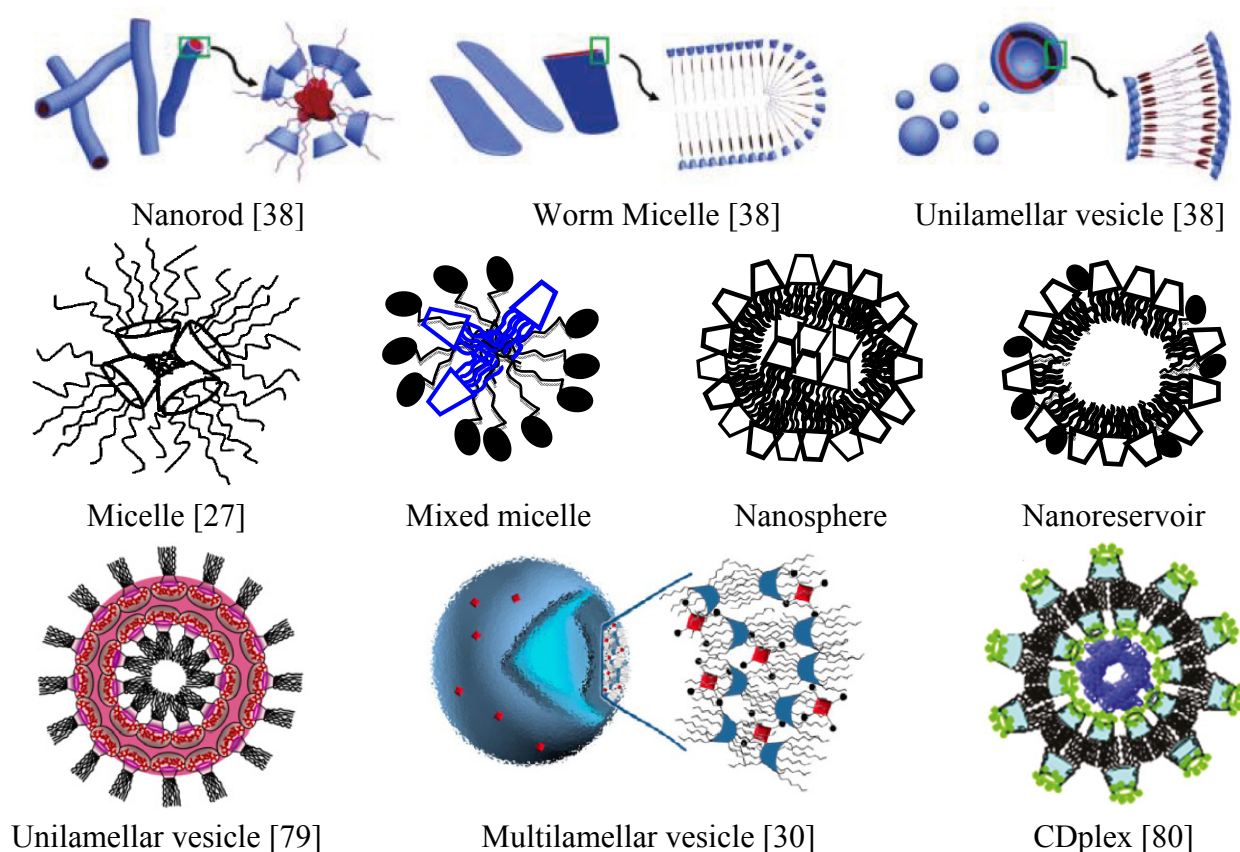 Nanorod [38] Worm Micelle [38] Unilamellar vesicle [38]
Micelle [27] Mixed micelle Nanosphere Nanoreservoir
Unilamellar vesicle [79] Multilamellar vesicle [30] CDplex [80]